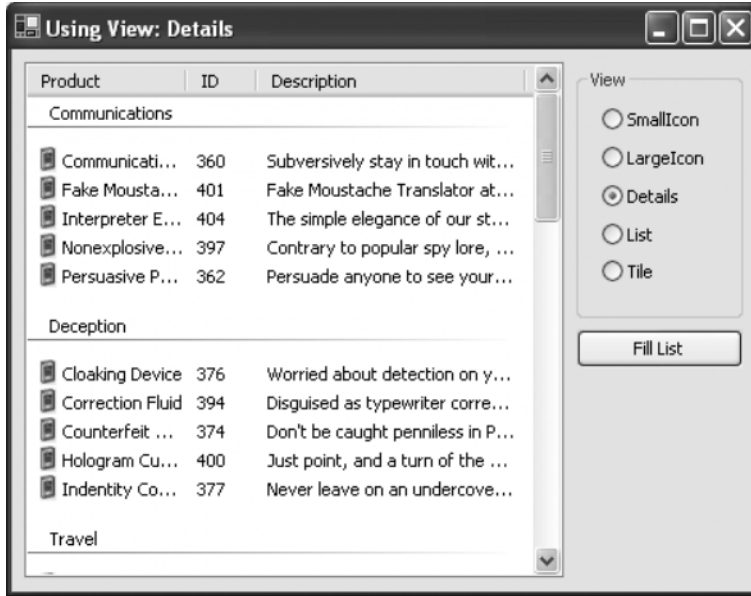 Using View: Details
Product ID Description
Communications
Communicati... 360 Subversively stay in touch wit...
Fake Mousta... 401 Fake Moustache Translator at...
Interpreter E... 404 The simple elegance of our st...
Nonexplosive... 397 Contrary to popular spy lore, ...
Persuasive P... 362 Persuade anyone to see your...
Deception
Cloaking Device 376 Worried about detection on y...
Correction Fluid 394 Disguised as typewriter corre...
Counterfeit ... 374 Don't be caught penniless in P...
Hologram Cu... 400 Just point, and a turn of the ...
Indentity Co... 377 Never leave on an undercove...
Travel
View
SmallIcon
LargeIcon
Details
List
Tile
Fill List